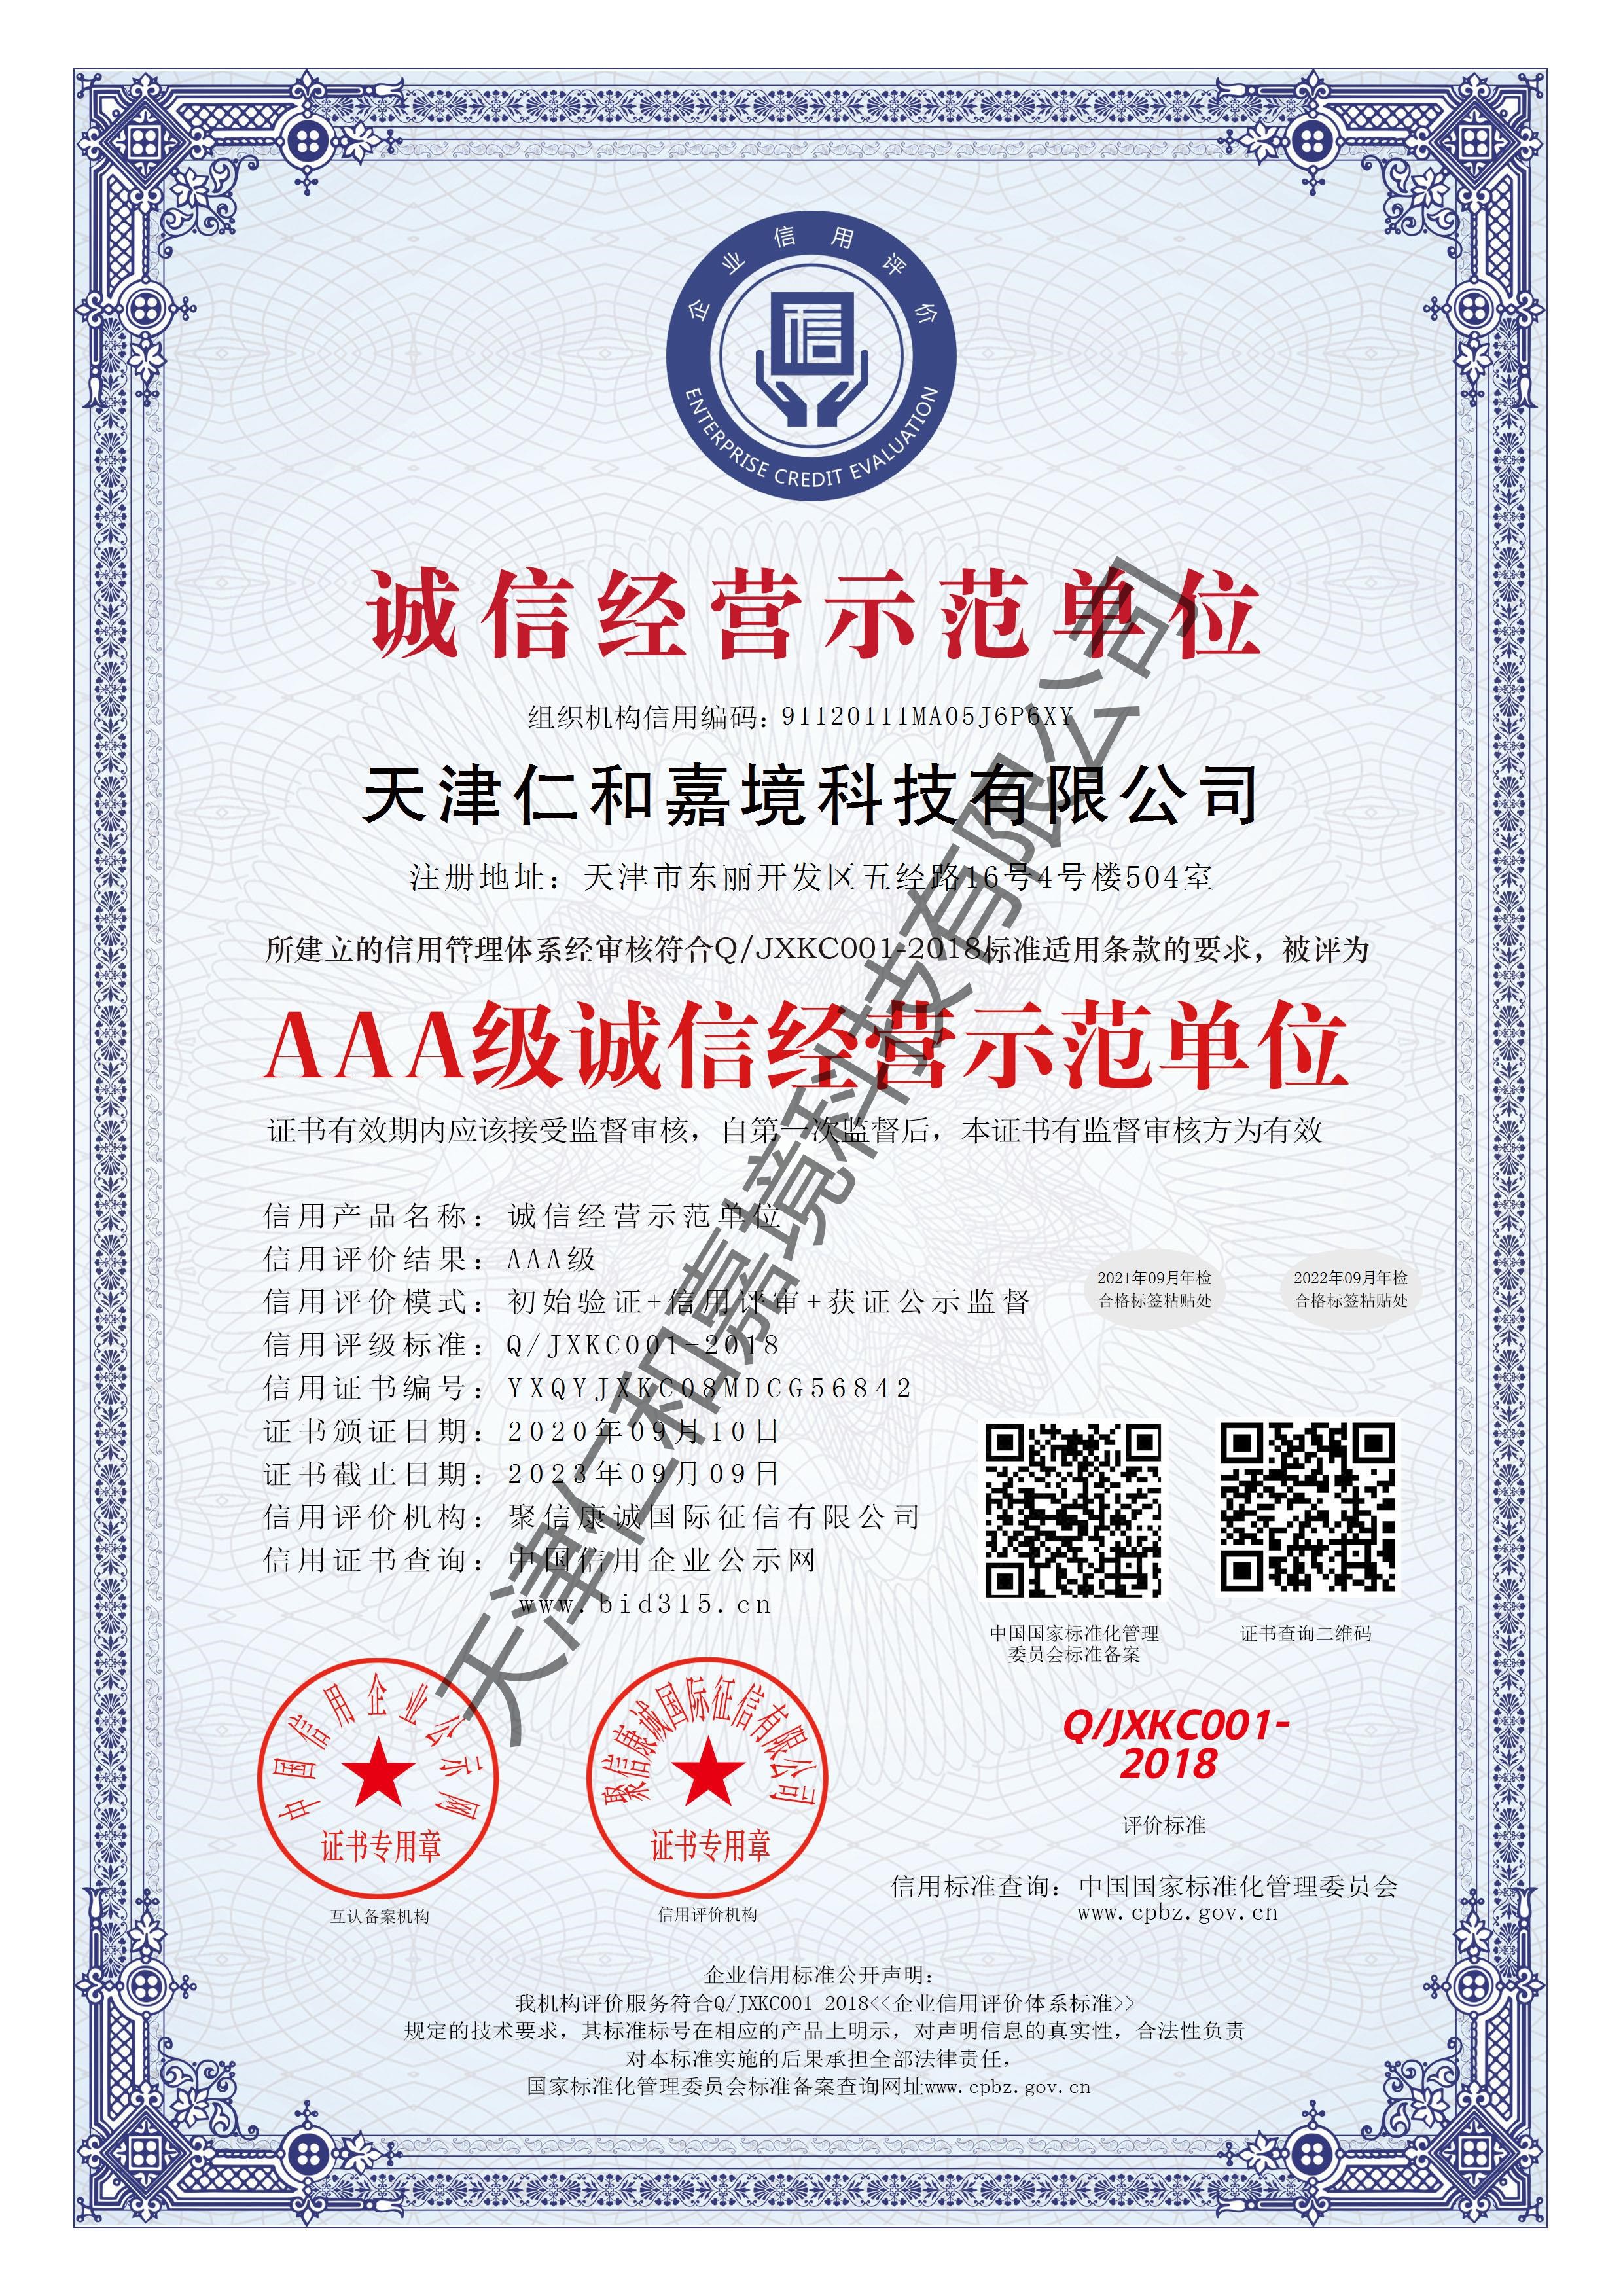 企业信用评价
ENTERPRISE CREDIT EVALUATION
诚信经营示范单位
组织机构信用编码：91120111MA05J6P6XY
天津仁和嘉境科技有限公司
注册地址：天津市东丽开发区五经路16号4号楼504室
所建立的信用管理体系经审核符合Q/JXKC001-2018标准适用条款的要求，被评为
AAA级诚信经营示范单位
证书有效期内应该接受监督审核，自第一次监督后，本证书有监督审核方为有效
信用产品名称：诚信经营示范单位
信用评价结果：AAA级
信用评价模式：初始验证+信用评审+获证公示监督
信用评级标准：Q/JXKC001-2018
信用证书编号：YXQYJXKC08MDCG56842
证书颁证日期：2020年09月10日
证书截止日期：2023年09月09日
信用评价机构：聚信康诚国际征信有限公司
信用证书查询：中国信用企业公示网
www.bid315.cn
2021年09月年检
合格标签粘贴处
2022年09月年检
合格标签粘贴处
中国国家标准化管理
委员会标准备案
证书查询二维码
中国信用企业公示网
证书专用章
互认备案机构
聚信康诚国际征信有限公司
证书专用章
信用评价机构
Q/JXKC001-
2018
评价标准
信用标准查询：中国国家标准化管理委员会
www.cpbz.gov.cn
企业信用标准公开声明：
我机构评价服务符合Q/JXKC001-2018<<企业信用评价体系标准>>
规定的技术要求，其标准标号在相应的产品上明示，对声明信息的真实性，合法性负责
对本标准实施的后果承担全部法律责任，
国家标准化管理委员会标准备案查询网址www.cpbz.gov.cn
天津仁和嘉境科技有限公司